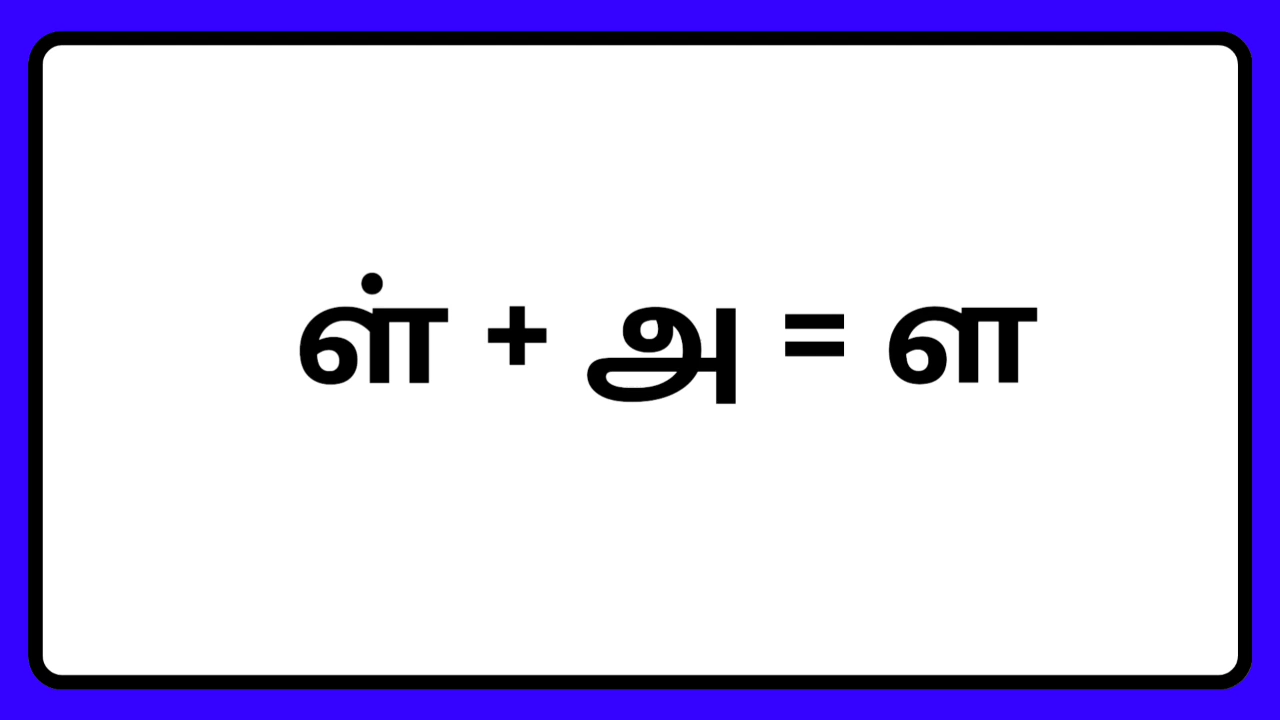 ள் + அ = ள